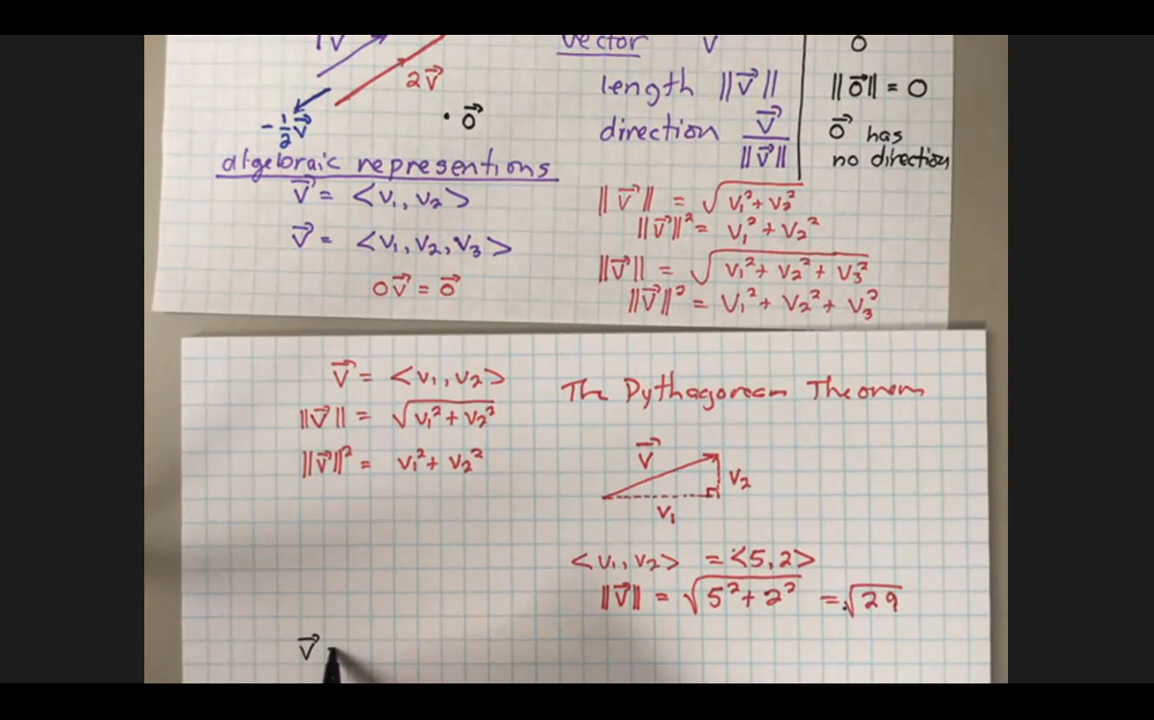 1v⃗
2v⃗
-½v⃗
· 0⃗
vector v
length ‖v⃗‖
direction v⃗/‖v⃗‖
0
‖0⃗‖ = 0
0⃗ has
no direction
algebraic representions
v⃗ = <v₁, v₂>
v⃗ = <v₁, v₂, v₃>
0v⃗ = 0⃗
‖v⃗‖ = √(v₁² + v₂²)
‖v⃗‖² = v₁² + v₂²
‖v⃗‖ = √(v₁² + v₂² + v₃²)
‖v⃗‖² = v₁² + v₂² + v₃²
v⃗ = <v₁, v₂>
‖v⃗‖ = √(v₁² + v₂²)
‖v⃗‖² = v₁² + v₂²
The Pythagorean Theorem
v⃗
v₂
v₁
<v₁, v₂> = <5, 2>
‖v⃗‖ = √(5² + 2²) = √29
v⃗